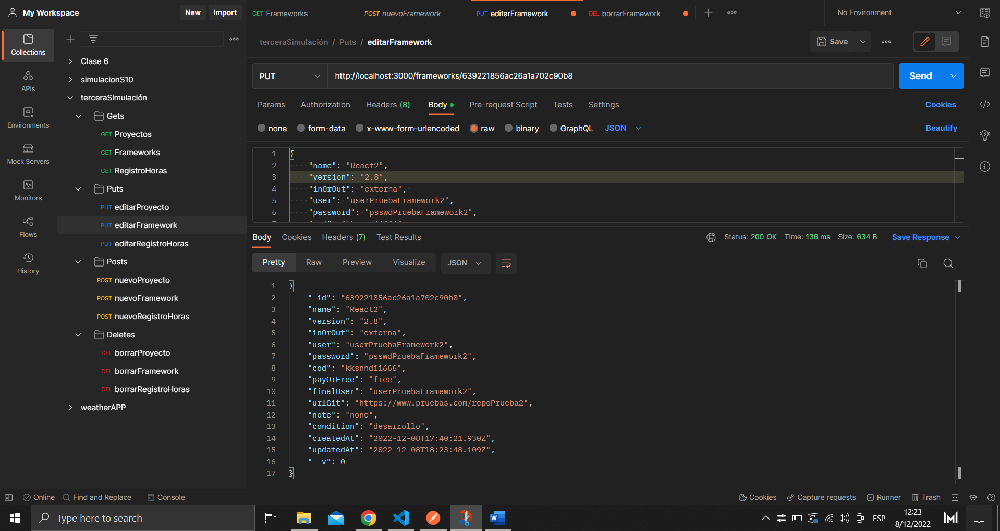 My Workspace
New
Import
GET Frameworks
POST nuevoFramework
PUT editarFramework
DEL borrarFramework
No Environment
Collections
APIs
Environments
Mock Servers
Monitors
Flows
History
Clase 6
simulacionS10
terceraSimulación
Gets
GET Proyectos
GET Frameworks
GET RegistroHoras
Puts
PUT editarProyecto
PUT editarFramework
PUT editarRegistroHoras
Posts
POST nuevoProyecto
POST nuevoFramework
POST nuevoRegistroHoras
Deletes
DEL borrarProyecto
DEL borrarFramework
DEL borrarRegistroHoras
weatherAPP
terceraSimulación / Puts / editarFramework
Save
PUT
http://localhost:3000/frameworks/639221856ac26a1a702c90b8
Send
Params
Authorization
Headers (8)
Body
Pre-request Script
Tests
Settings
Cookies
none
form-data
x-www-form-urlencoded
raw
binary
GraphQL
JSON
Beautify
1 {
2 "name": "React2",
3 "version": "2.8",
4 "inOrOut": "externa",
5 "user": "userPruebaFramework2",
6 "password": "psswdPruebaFramework2",
Body
Cookies
Headers (7)
Test Results
Status: 200 OK
Time: 136 ms
Size: 634 B
Save Response
Pretty
Raw
Preview
Visualize
JSON
1 {
2 "_id": "639221856ac26a1a702c90b8",
3 "name": "React2",
4 "version": "2.8",
5 "inOrOut": "externa",
6 "user": "userPruebaFramework2",
7 "password": "psswdPruebaFramework2",
8 "cod": "kksnndii666",
9 "payOrFree": "free",
10 "finalUser": "userPruebaFramework2",
11 "urlGit": "https://www.pruebas.com/repoPrueba2",
12 "note": "none",
13 "condition": "desarrollo",
14 "createdAt": "2022-12-08T17:40:21.930Z",
15 "updatedAt": "2022-12-08T18:23:48.109Z",
16 "__v": 0
17 }
Online
Find and Replace
Console
Cookies
Capture requests
Runner
Trash
Type here to search
ESP
12:23
8/12/2022